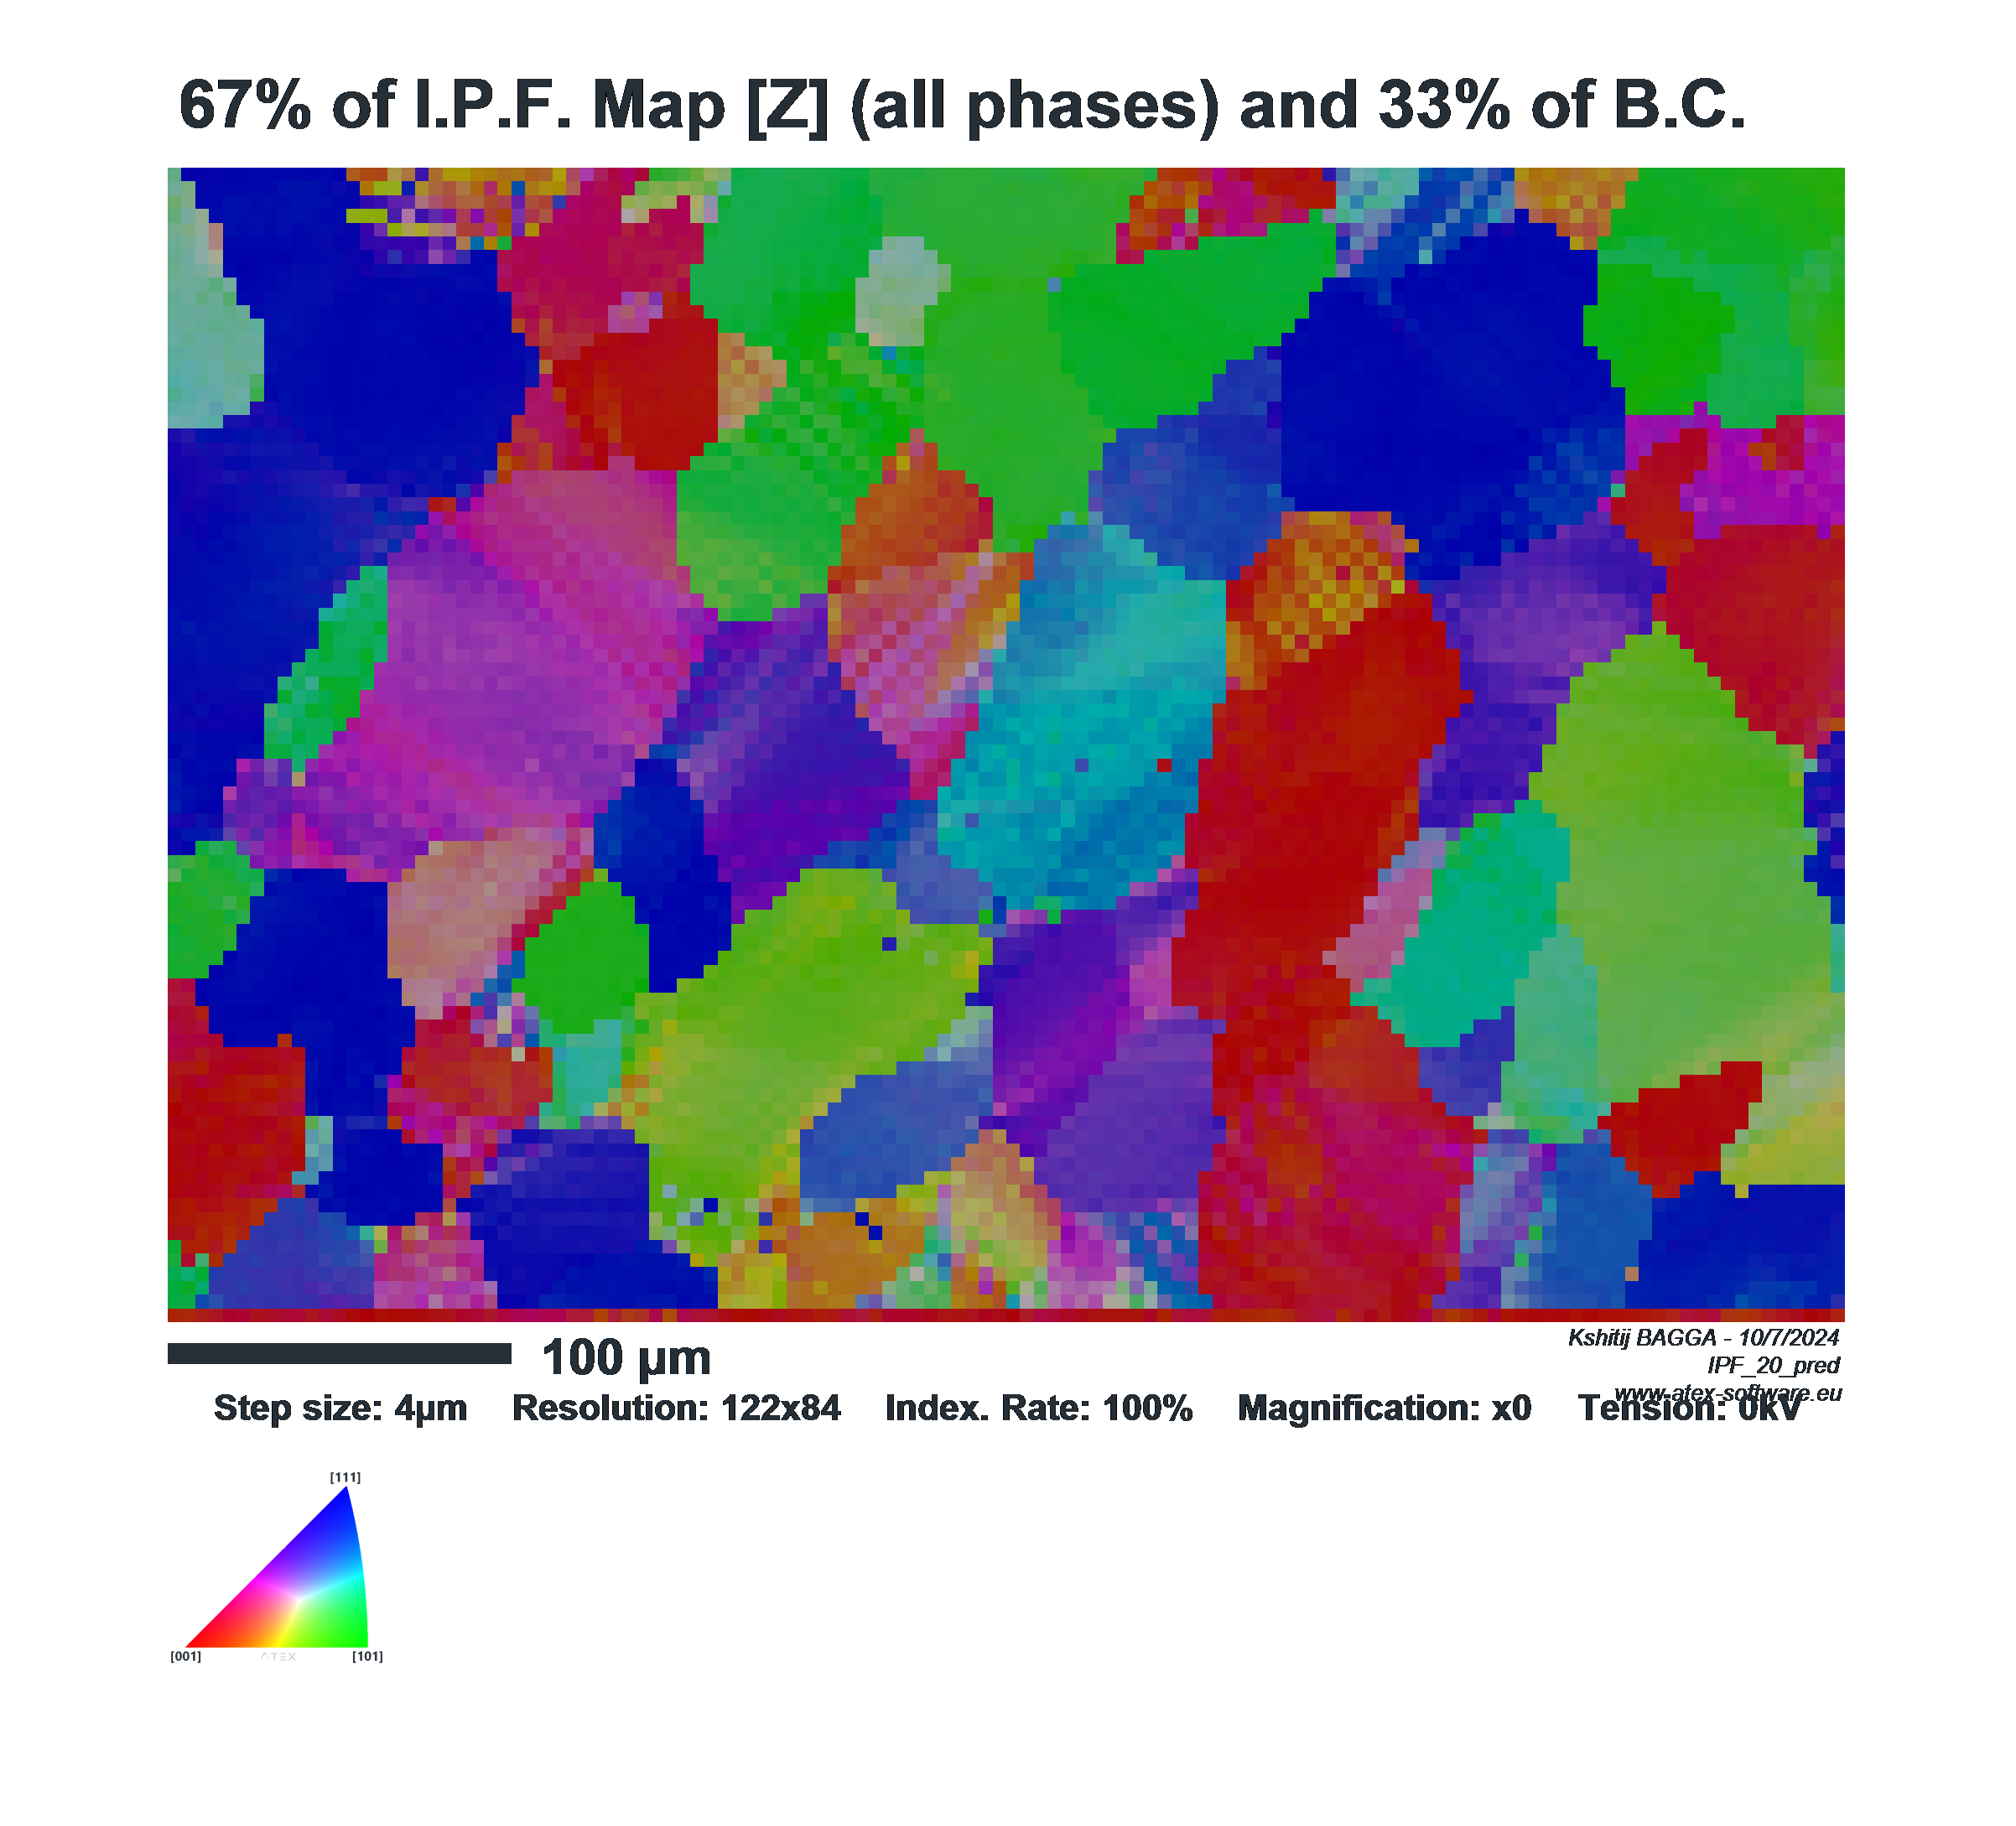 67% of I.P.F. Map [Z] (all phases) and 33% of B.C.
100 µm
Kshitij BAGGA - 10/7/2024
IPF_20_pred
www.atex-software.eu
Step size: 4µm Resolution: 122x84 Index. Rate: 100% Magnification: x0 Tension: 0kV
[111]
[001] ATEX [101]